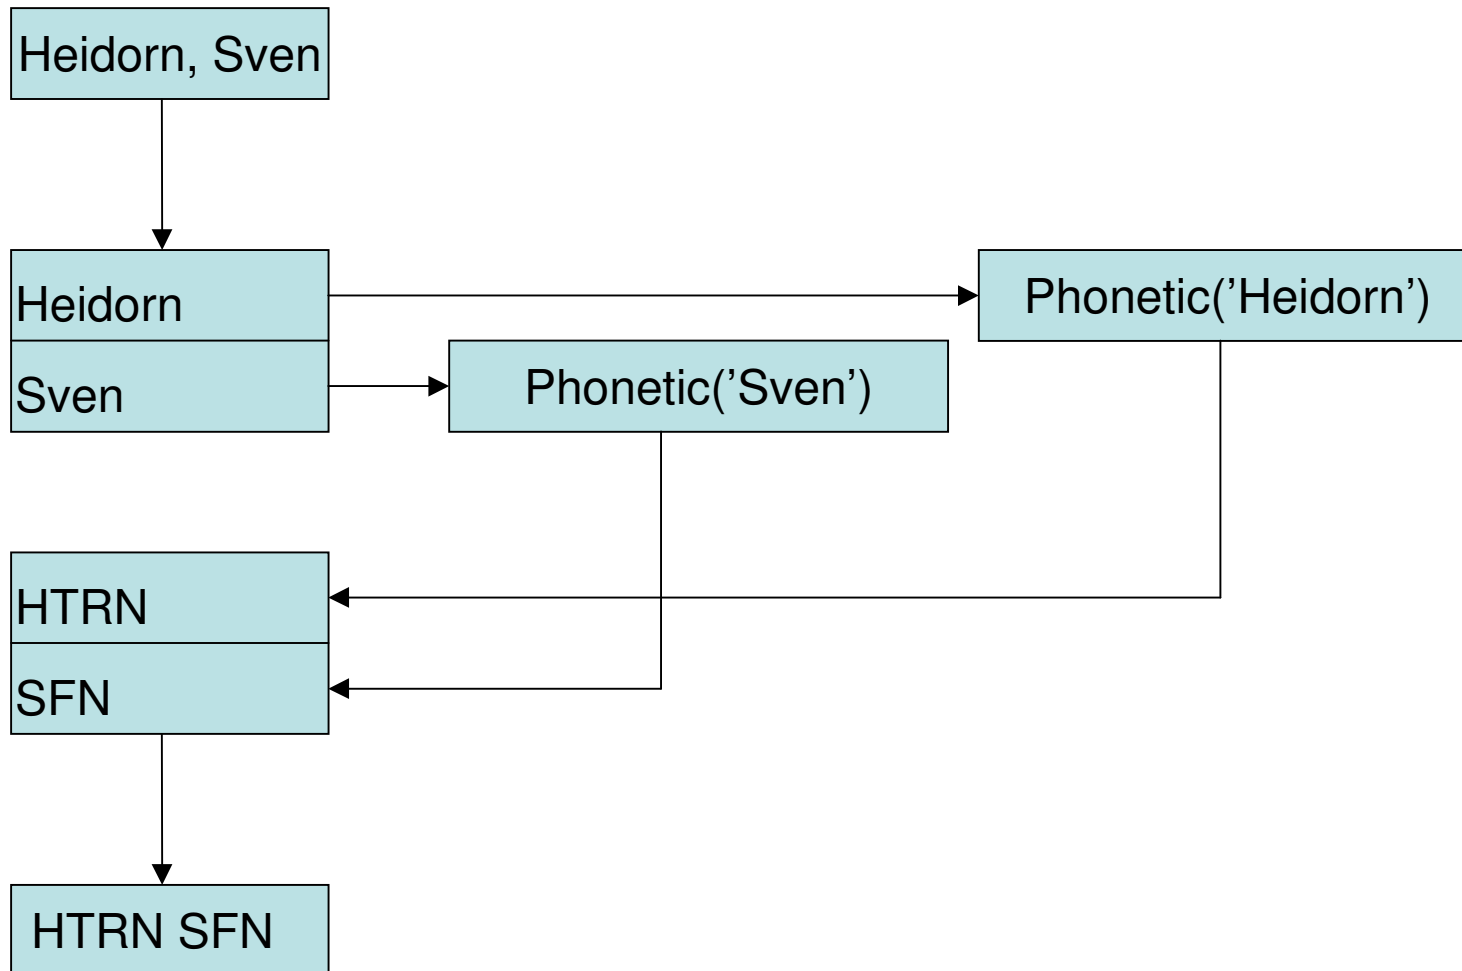 Heidorn, Sven
Heidorn
Phonetic(’Heidorn’)
Sven
Phonetic(’Sven’)
HTRN
SFN
HTRN SFN